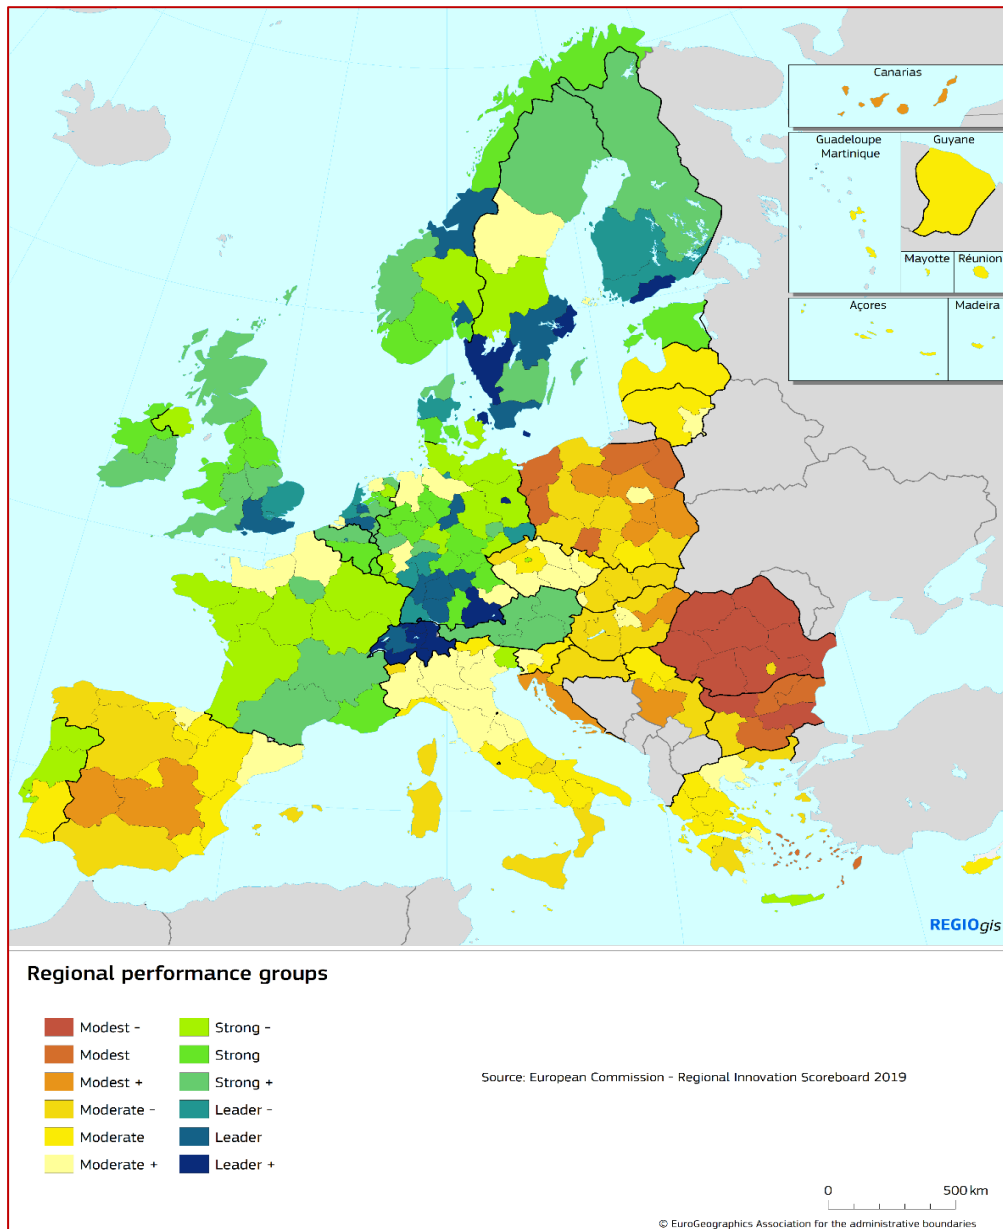 Canarias
Guadeloupe
Martinique
Guyane
Mayotte
Réunion
Açores
Madeira
REGIOgis
Regional performance groups
Modest -
Modest
Modest +
Moderate -
Moderate
Moderate +
Strong -
Strong
Strong +
Leader -
Leader
Leader +
Source: European Commission - Regional Innovation Scoreboard 2019
0 500 km
© EuroGeographics Association for the administrative boundaries